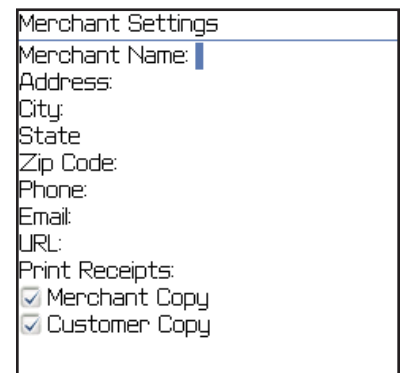 Merchant Settings
Merchant Name:
Address:
City:
State
Zip Code:
Phone:
Email:
URL:
Print Receipts:
Merchant Copy
Customer Copy